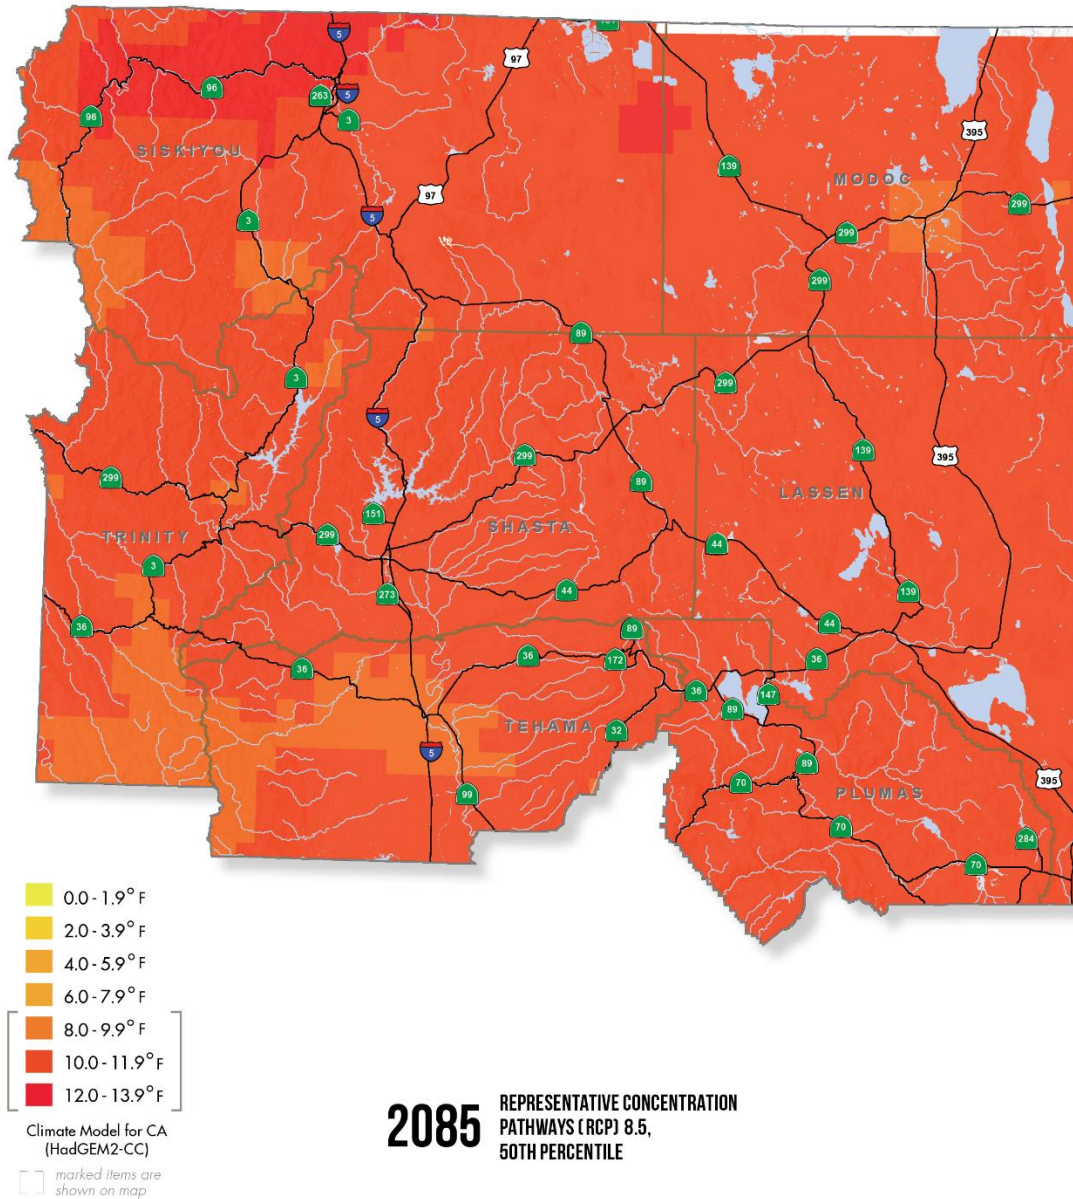 5
97
96
263
5
96
3
395
SISKIYOU
139
MODOC
97
299
5
3
299
299
89
3
299
5
139
299
395
299
89
LASSEN
151
SHASTA
TRINITY
299
44
3
44
273
139
36
89
44
36
36
172
36
36
147
89
TEHAMA
32
5
89
395
70
99
PLUMAS
70
284
70
0.0 - 1.9° F
2.0 - 3.9° F
4.0 - 5.9° F
6.0 - 7.9° F
8.0 - 9.9° F
10.0 - 11.9° F
12.0 - 13.9° F
Climate Model for CA
(HadGEM2-CC)
marked items are
shown on map
2085
REPRESENTATIVE CONCENTRATION
PATHWAYS (RCP) 8.5,
50TH PERCENTILE